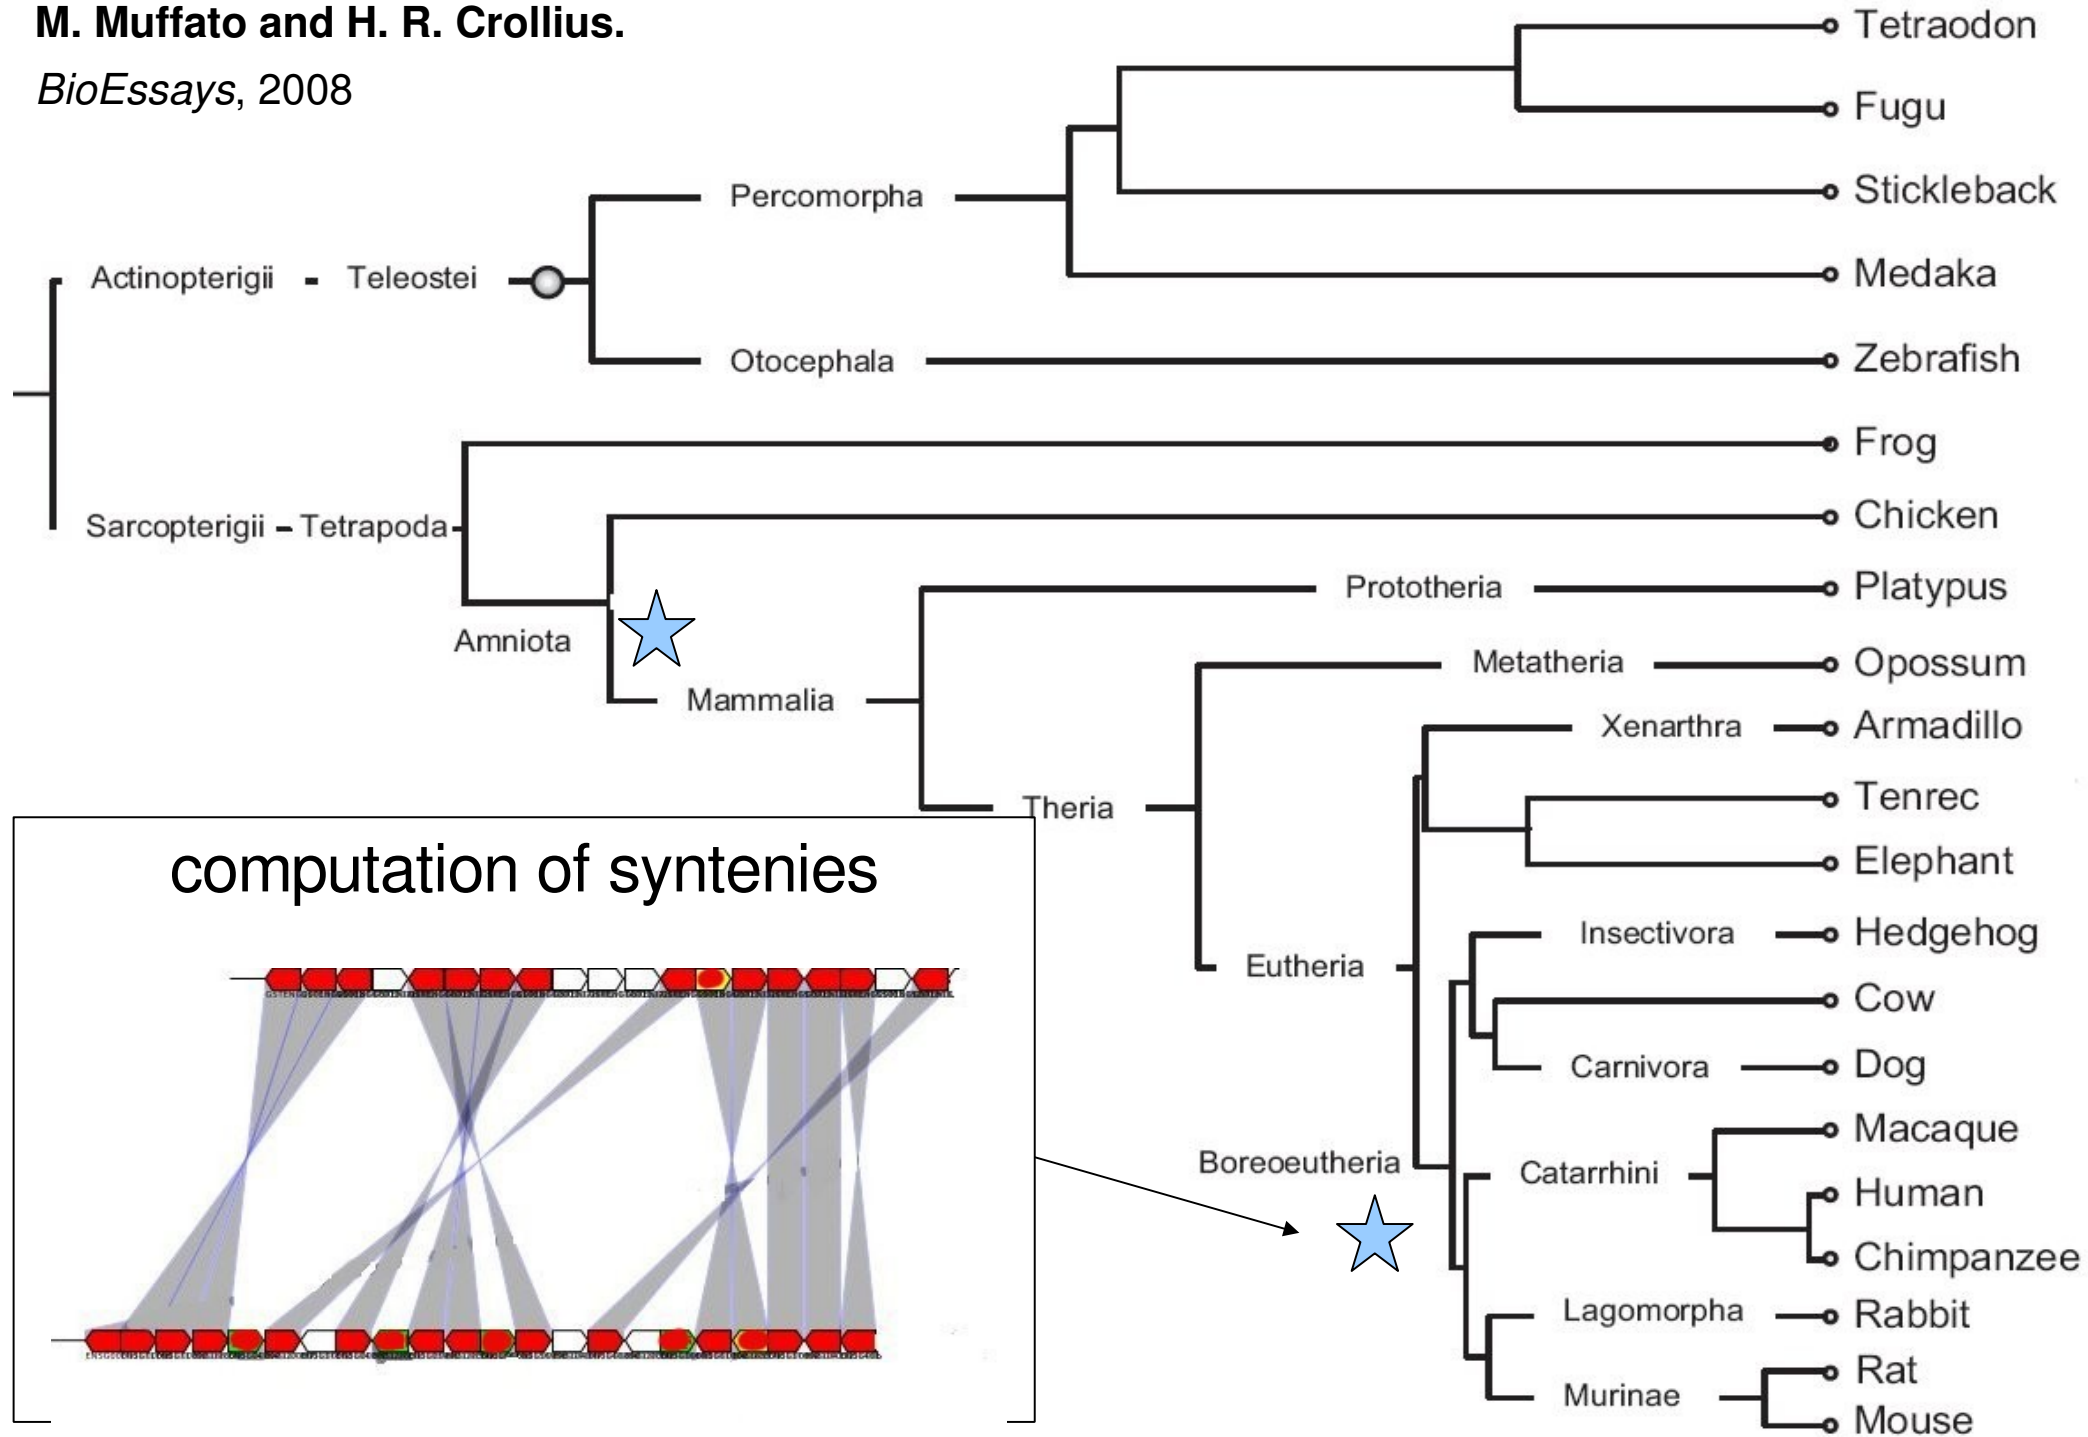 M. Muffato and H. R. Crollius.
BioEssays, 2008
Tetraodon
Fugu
Stickleback
Percomorpha
Medaka
Actinopterigii - Teleostei
Otocephala
Zebrafish
Frog
Chicken
Sarcopterigii - Tetrapoda
Prototheria
Platypus
Amniota
Metatheria
Opossum
Mammalia
Xenarthra
Armadillo
Theria
Tenrec
Elephant
computation of syntenies
Insectivora
Hedgehog
Eutheria
Cow
Carnivora
Dog
Macaque
Boreoeutheria
Catarrhini
Human
Chimpanzee
Lagomorpha
Rabbit
Rat
Murinae
Mouse